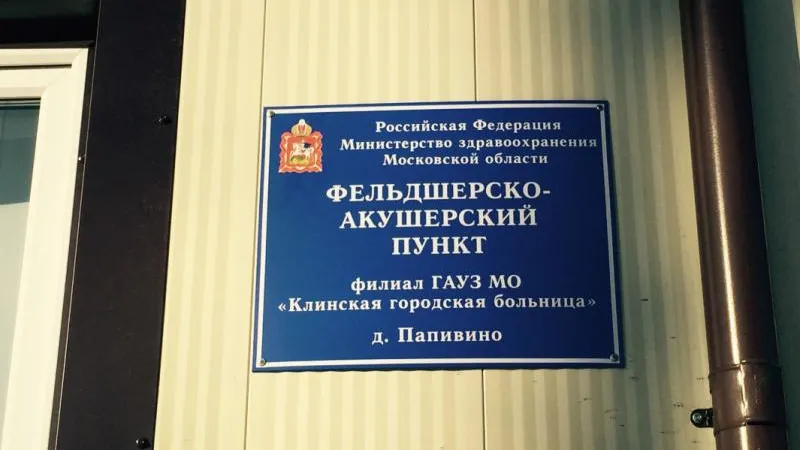 Российская Федерация
Министерство здравоохранения
Московской области
ФЕЛЬДШЕРСКО-
АКУШЕРСКИЙ
ПУНКТ
филиал ГАУЗ МО
«Клинская городская больница»
д. Папивино